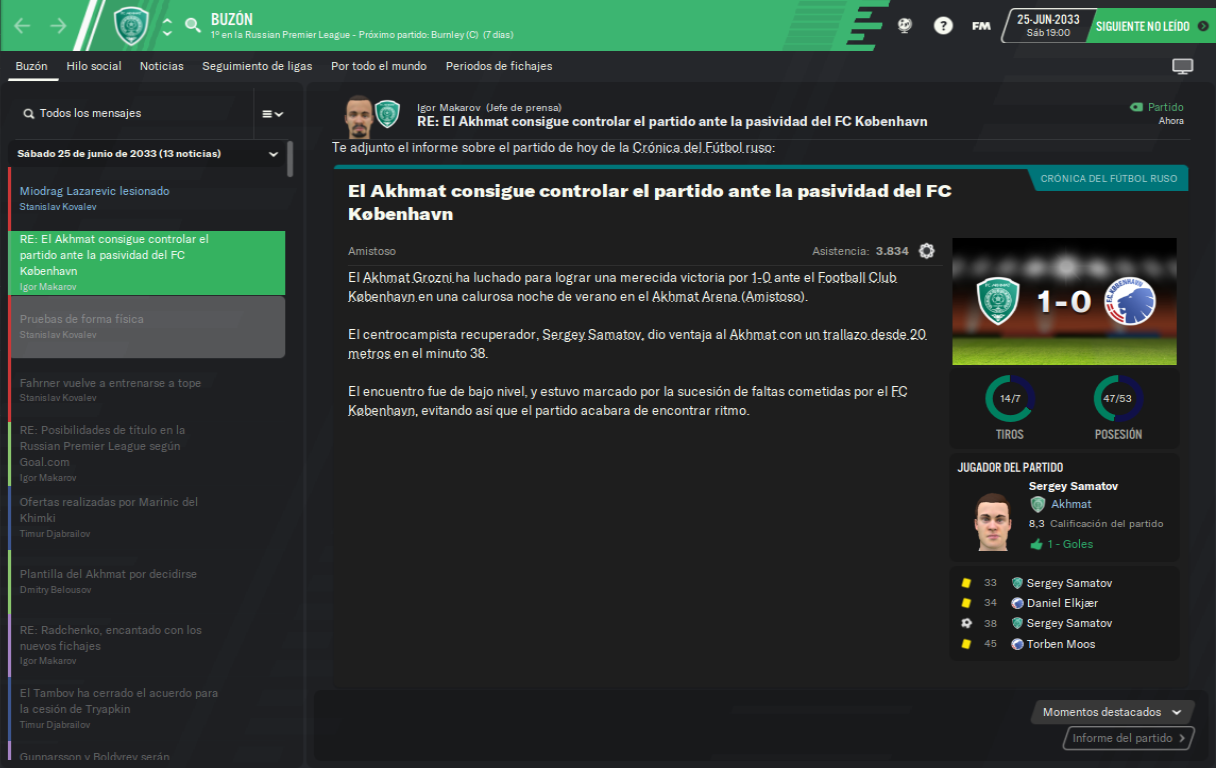 BUZÓN
1º en la Russian Premier League - Próximo partido: Burnley (C) (7 días)
?
FM
25-JUN-2033
Sáb 19:00
SIGUIENTE NO LEÍDO
Buzón
Hilo social
Noticias
Seguimiento de ligas
Por todo el mundo
Periodos de fichajes
Todos los mensajes
Sábado 25 de junio de 2033 (13 noticias)
Miodrag Lazarevic lesionado
Stanislav Kovalev
RE: El Akhmat consigue controlar el
partido ante la pasividad del FC
København
Igor Makarov
Pruebas de forma física
Stanislav Kovalev
Fahrner vuelve a entrenarse a tope
Stanislav Kovalev
RE: Posibilidades de título en la
Russian Premier League según
Goal.com
Igor Makarov
Ofertas realizadas por Marinic del
Khimki
Timur Djabrailov
Plantilla del Akhmat por decidirse
Dmitry Belousov
RE: Radchenko, encantado con los
nuevos fichajes
Igor Makarov
El Tambov ha cerrado el acuerdo para
la cesión de Tryapkin
Timur Djabrailov
Gunnarsson y Boldyrev serán
Igor Makarov (Jefe de prensa)
RE: El Akhmat consigue controlar el partido ante la pasividad del FC København
Partido
Ahora
Te adjunto el informe sobre el partido de hoy de la Crónica del Fútbol ruso:
CRÓNICA DEL FÚTBOL RUSO
El Akhmat consigue controlar el partido ante la pasividad del FC
København
Amistoso
Asistencia: 3.834
El Akhmat Grozni ha luchado para lograr una merecida victoria por 1-0 ante el Football Club
København en una calurosa noche de verano en el Akhmat Arena (Amistoso).
El centrocampista recuperador, Sergey Samatov, dio ventaja al Akhmat con un trallazo desde 20
metros en el minuto 38.
El encuentro fue de bajo nivel, y estuvo marcado por la sucesión de faltas cometidas por el FC
København, evitando así que el partido acabara de encontrar ritmo.
1-0
14/7
TIROS
47/53
POSESIÓN
JUGADOR DEL PARTIDO
Sergey Samatov
Akhmat
8,3 Calificación del partido
1 - Goles
33 Sergey Samatov
34 Daniel Elkjær
38 Sergey Samatov
45 Torben Moos
Momentos destacados
Informe del partido